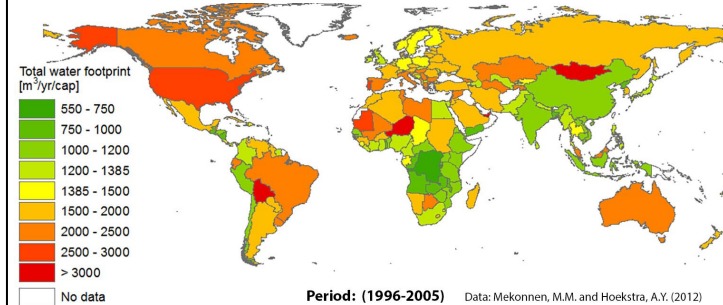 Total water footprint
[m³/yr/cap]
550 - 750
750 - 1000
1000 - 1200
1200 - 1385
1385 - 1500
1500 - 2000
2000 - 2500
2500 - 3000
> 3000
No data
Period: (1996-2005) Data: Mekonnen, M.M. and Hoekstra, A.Y. (2012)